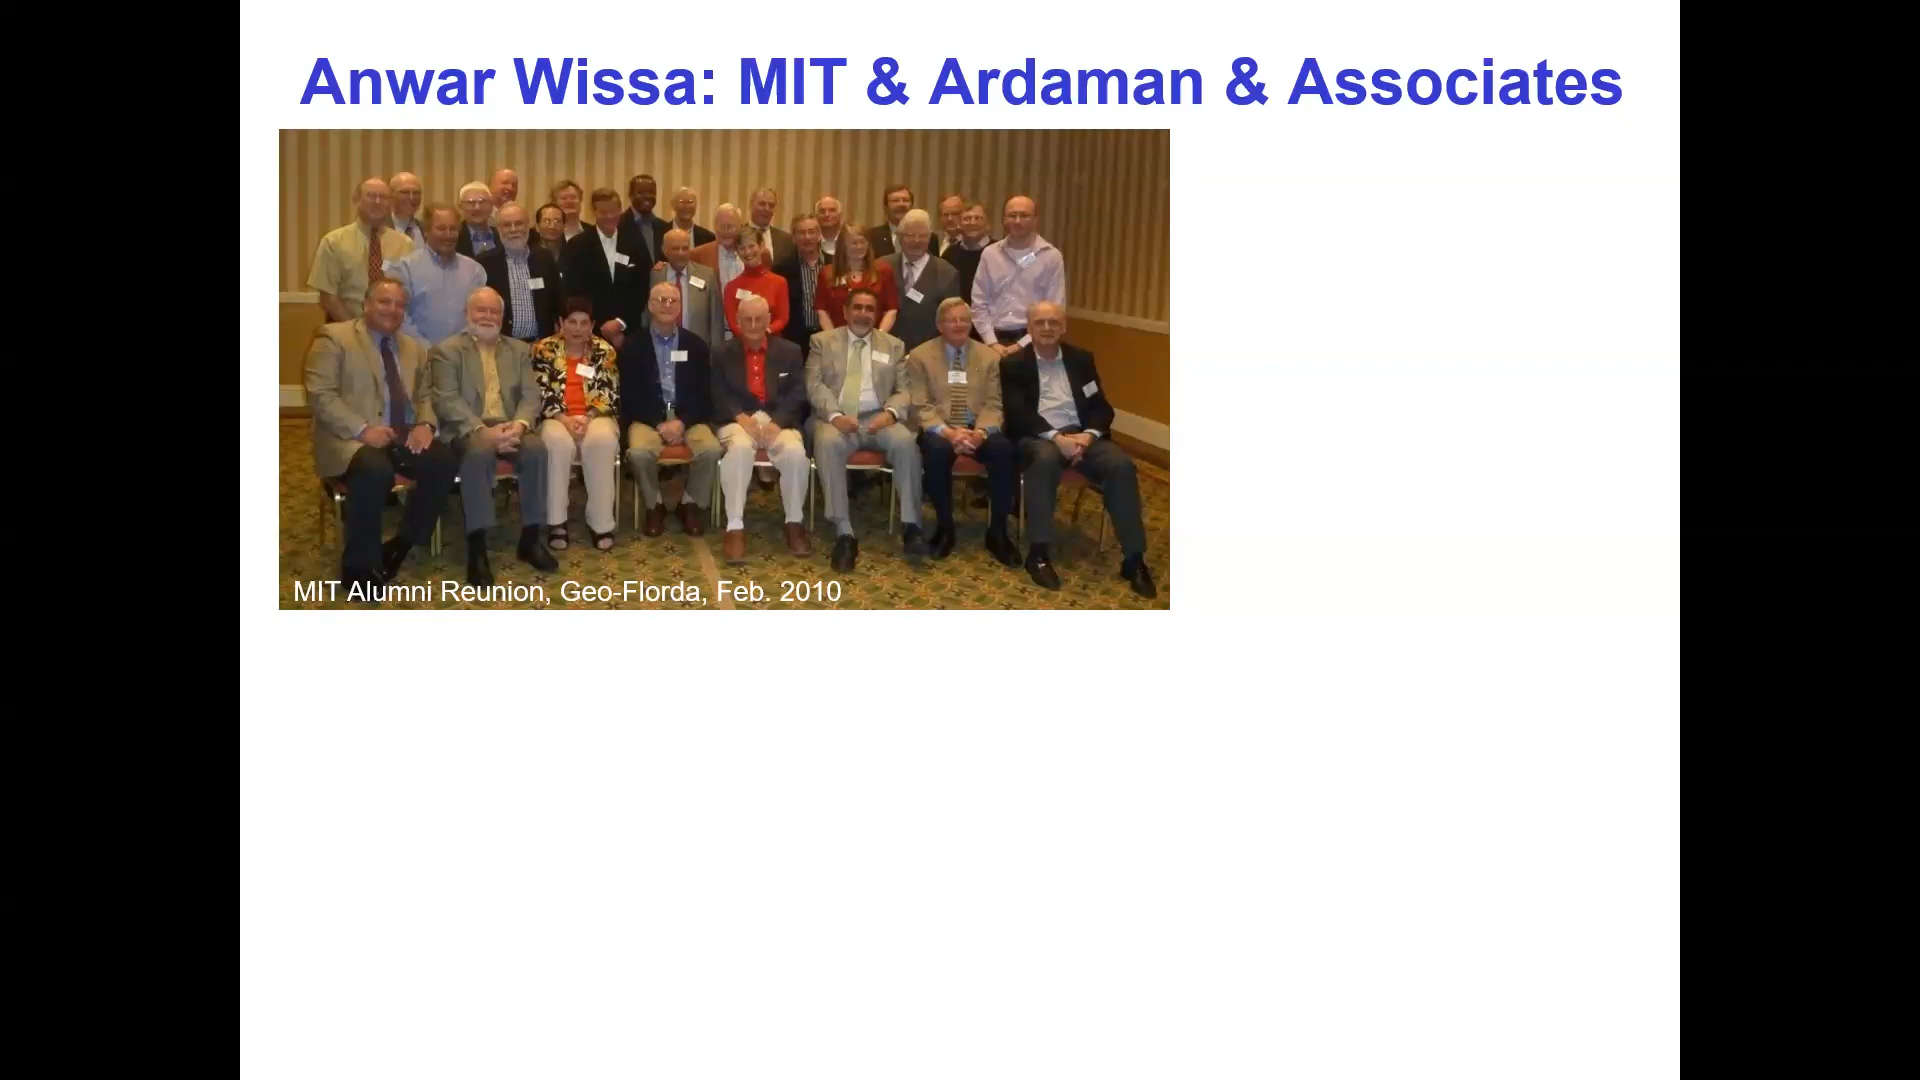 Anwar Wissa: MIT & Ardaman & Associates
MIT Alumni Reunion, Geo-Florda, Feb. 2010